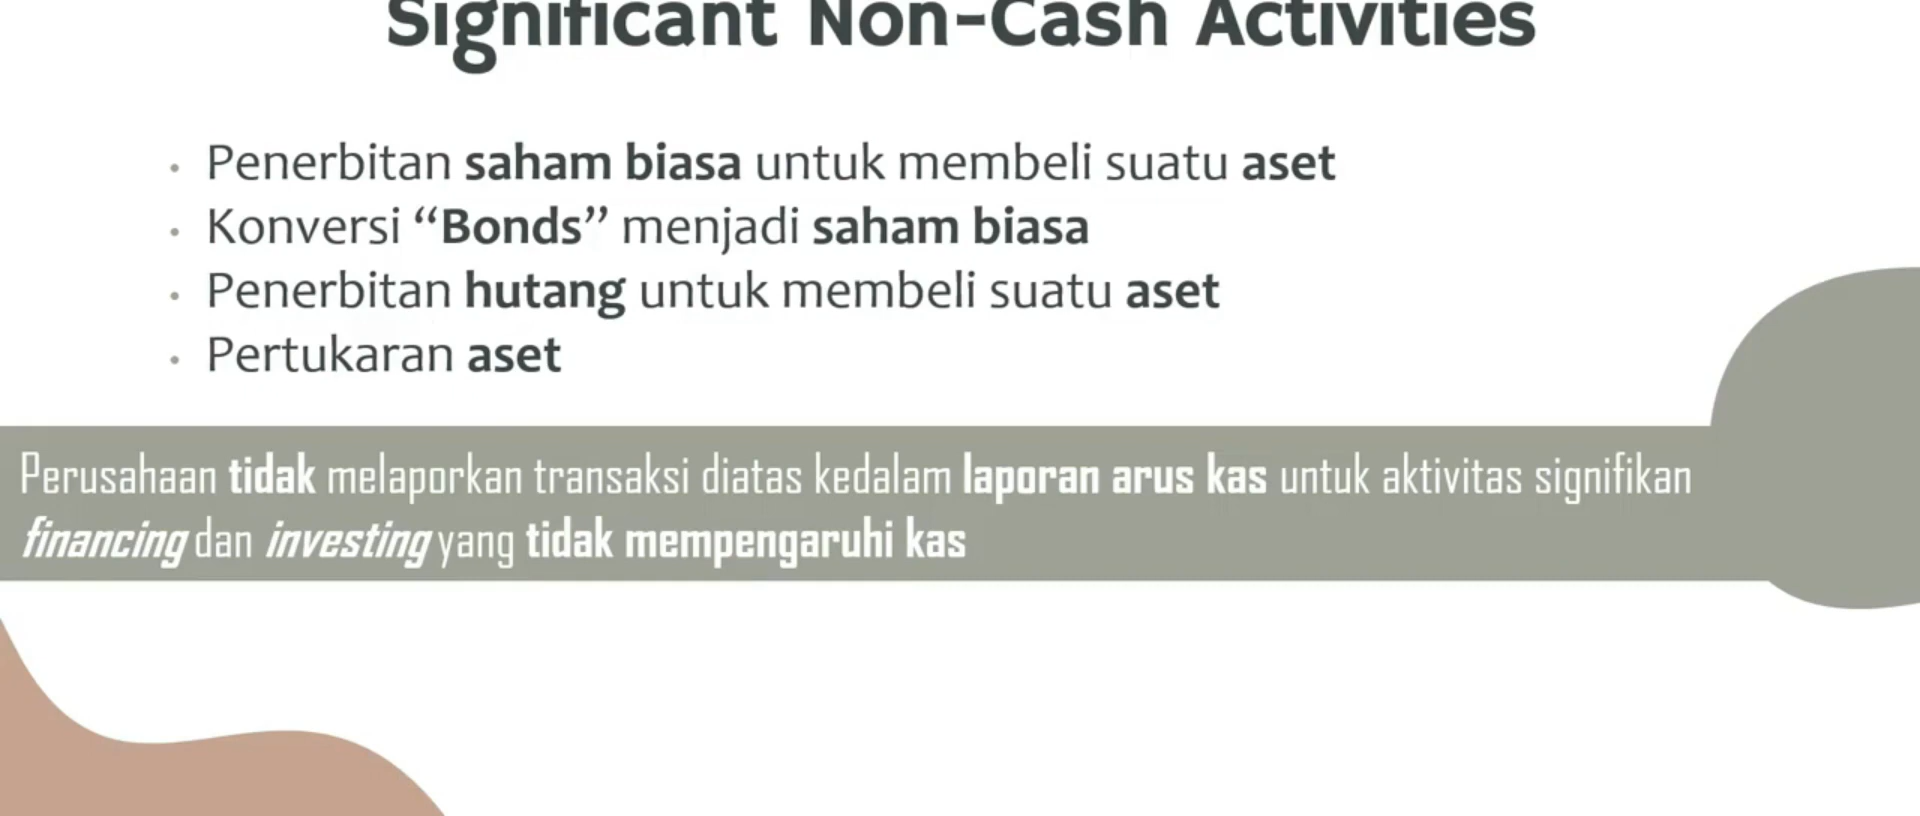 Significant Non-Cash Activities
Penerbitan saham biasa untuk membeli suatu aset
Konversi “Bonds” menjadi saham biasa
Penerbitan hutang untuk membeli suatu aset
Pertukaran aset
Perusahaan tidak melaporkan transaksi diatas kedalam laporan arus kas untuk aktivitas signifikan
financing dan investing yang tidak mempengaruhi kas